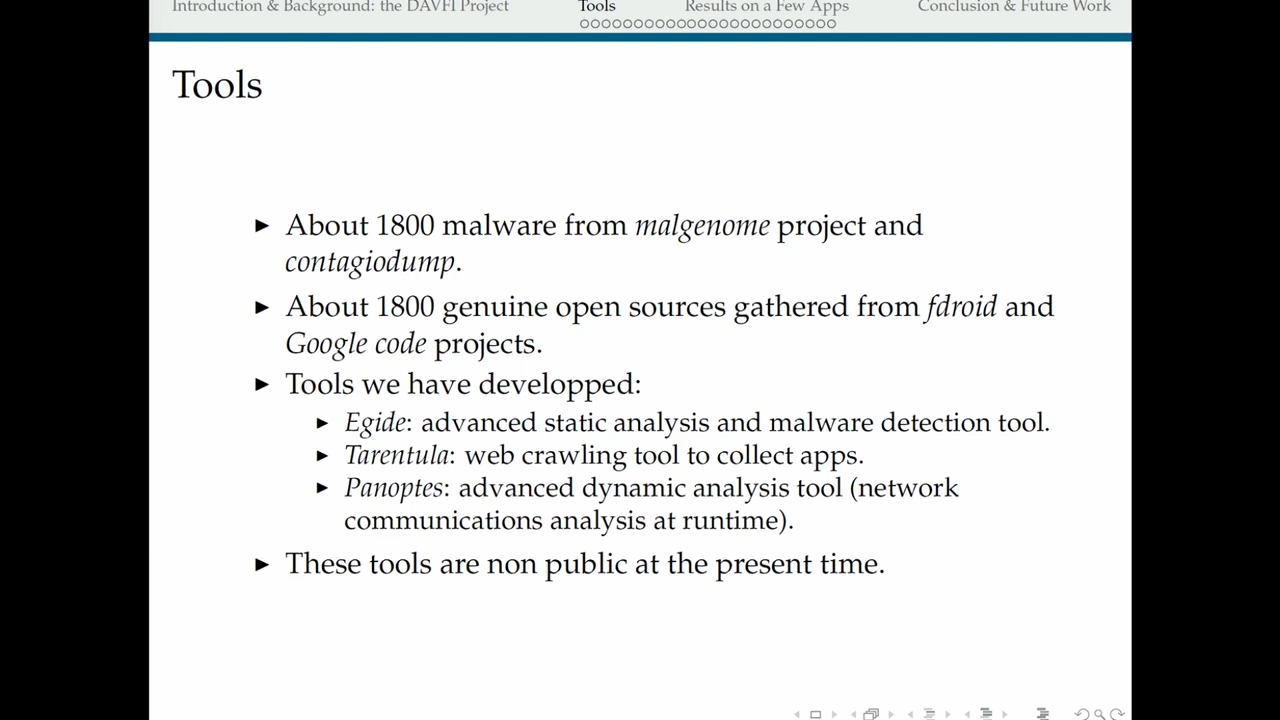 Introduction & Background: the DAVFI Project Tools Results on a Few Apps Conclusion & Future Work
Tools
► About 1800 malware from malgenome project and
contagiodump.
► About 1800 genuine open sources gathered from fdroid and
Google code projects.
► Tools we have developped:
► Egide: advanced static analysis and malware detection tool.
► Tarentula: web crawling tool to collect apps.
► Panoptes: advanced dynamic analysis tool (network
communications analysis at runtime).
► These tools are non public at the present time.